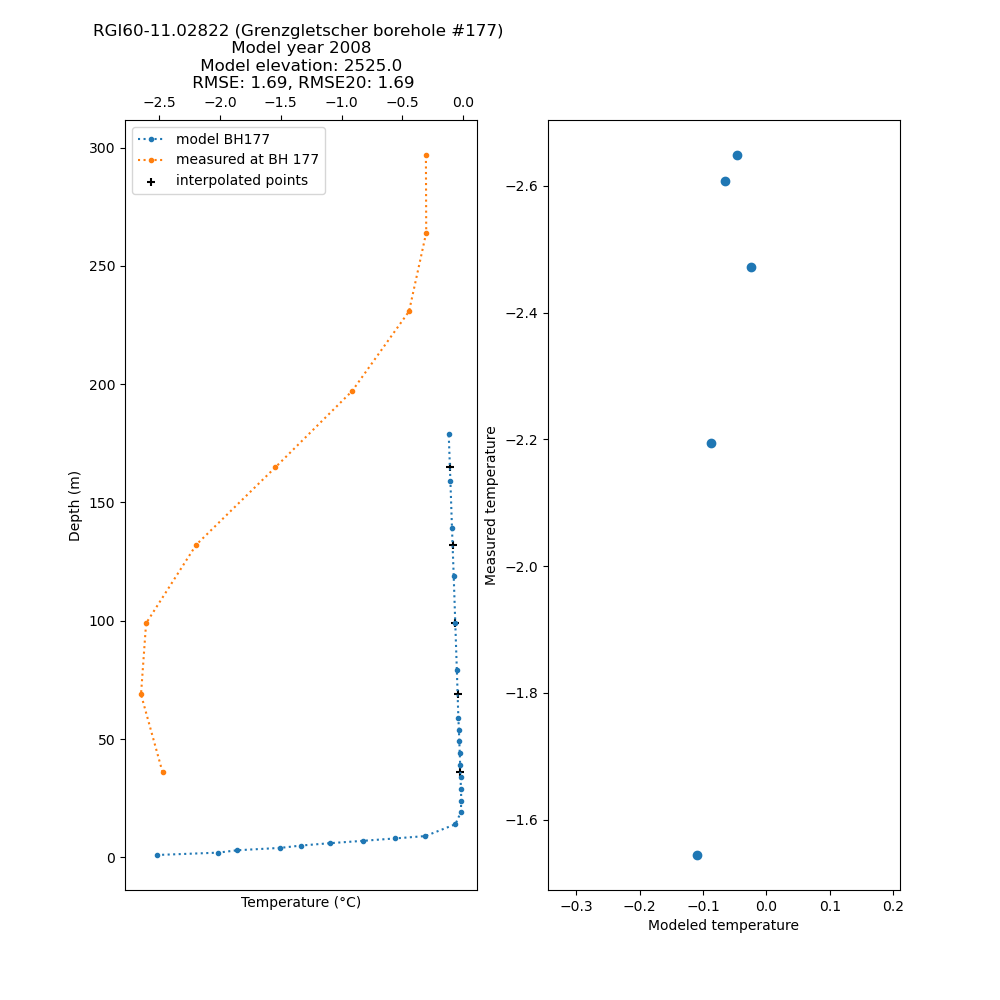 RGI60-11.02822 (Grenzgletscher borehole #177)
Model year 2008
Model elevation: 2525.0
RMSE: 1.69, RMSE20: 1.69
−2.5 −2.0 −1.5 −1.0 −0.5 0.0
model BH177
measured at BH 177
interpolated points
300
250
200
150
100
50
0
Depth (m)
Temperature (°C)
−2.6
−2.4
−2.2
−2.0
−1.8
−1.6
Measured temperature
−0.3 −0.2 −0.1 0.0 0.1 0.2
Modeled temperature